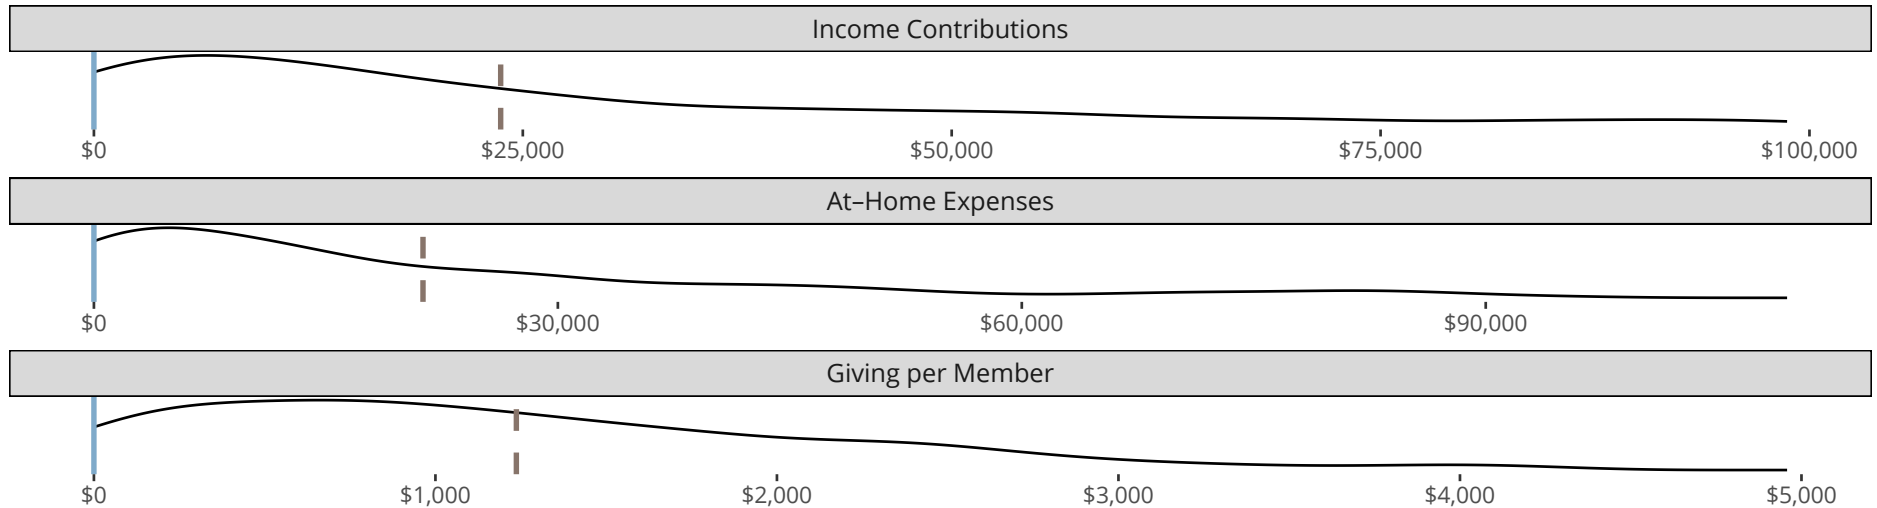 Income Contributions
$0 $25,000 $50,000 $75,000 $100,000
At–Home Expenses
$0 $30,000 $60,000 $90,000
Giving per Member
$0 $1,000 $2,000 $3,000 $4,000 $5,000